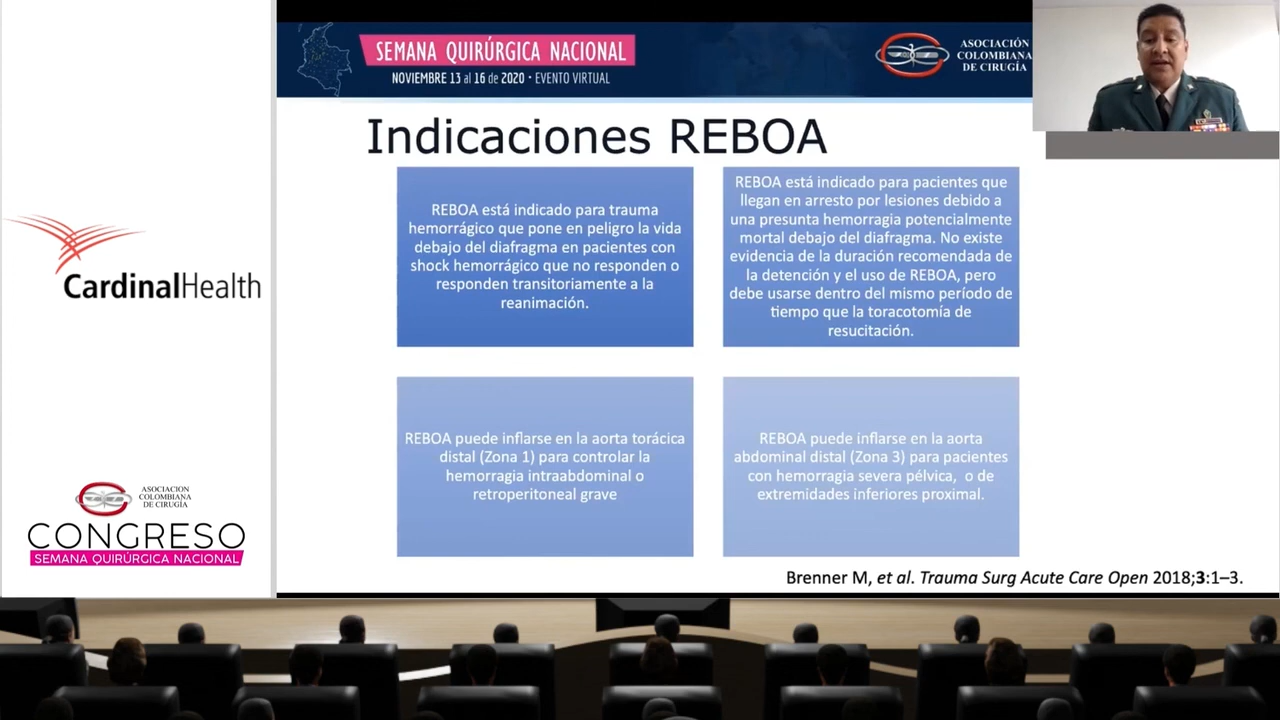 SEMANA QUIRÚRGICA NACIONAL
NOVIEMBRE 13 al 16 de 2020 • EVENTO VIRTUAL
ASOCIACIÓN
COLOMBIANA
DE CIRUGÍA
Indicaciones REBOA
REBOA está indicado para trauma
hemorrágico que pone en peligro la vida
debajo del diafragma en pacientes con
shock hemorrágico que no responden o
responden transitoriamente a la
reanimación.
REBOA está indicado para pacientes que
llegan en arresto por lesiones debido a
una presunta hemorragia potencialmente
mortal debajo del diafragma. No existe
evidencia de la duración recomendada de
la detención y el uso de REBOA, pero
debe usarse dentro del mismo período de
tiempo que la toracotomía de
resucitación.
REBOA puede inflarse en la aorta torácica
distal (Zona 1) para controlar la
hemorragia intraabdominal o
retroperitoneal grave
REBOA puede inflarse en la aorta
abdominal distal (Zona 3) para pacientes
con hemorragia severa pélvica,  o de
extremidades inferiores proximal.
Brenner M, et al. Trauma Surg Acute Care Open 2018;3:1–3.
CardinalHealth
ASOCIACIÓN
COLOMBIANA
DE CIRUGÍA
CONGRESO
SEMANA QUIRÚRGICA NACIONAL